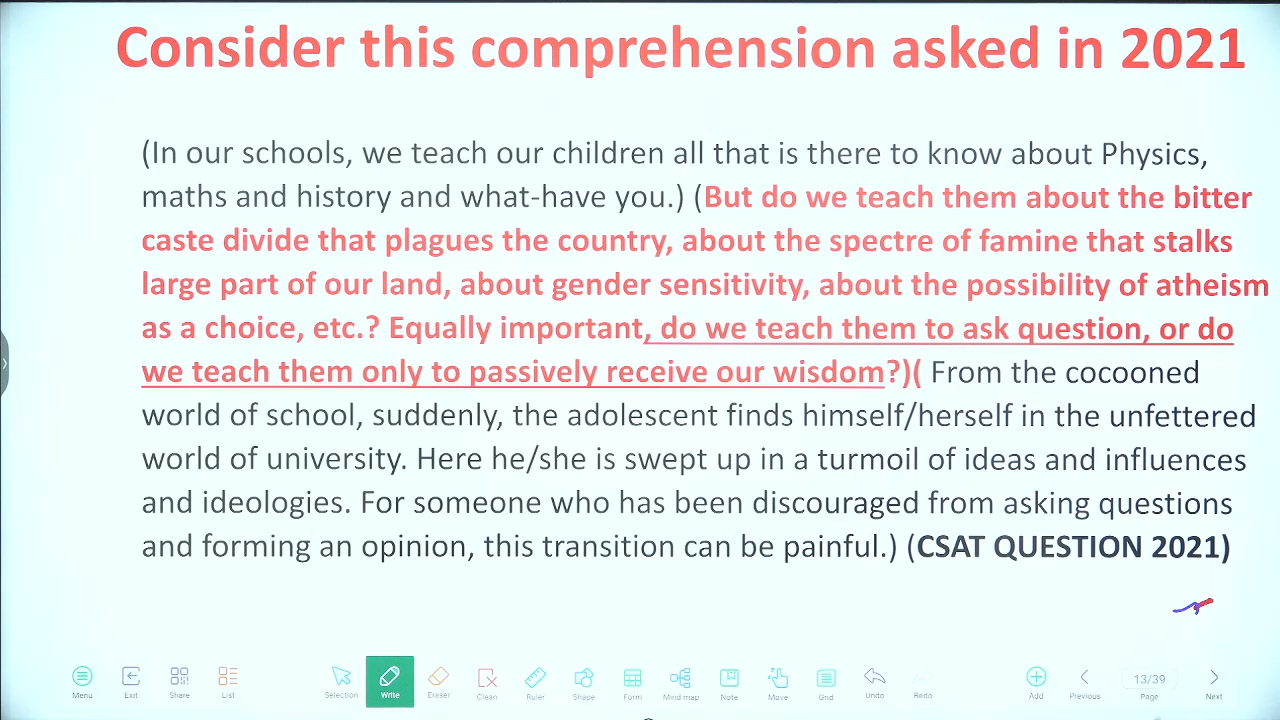 Consider this comprehension asked in 2021
(In our schools, we teach our children all that is there to know about Physics,
maths and history and what-have you.) (But do we teach them about the bitter
caste divide that plagues the country, about the spectre of famine that stalks
large part of our land, about gender sensitivity, about the possibility of atheism
as a choice, etc.? Equally important, do we teach them to ask question, or do
we teach them only to passively receive our wisdom?)( From the cocooned
world of school, suddenly, the adolescent finds himself/herself in the unfettered
world of university. Here he/she is swept up in a turmoil of ideas and influences
and ideologies. For someone who has been discouraged from asking questions
and forming an opinion, this transition can be painful.) (CSAT QUESTION 2021)
Menu Exit Share List Selection Write Eraser Clean Ruler Shape Form Mind map Note Move Grid Undo Redo Add Previous 13/39 Page Next